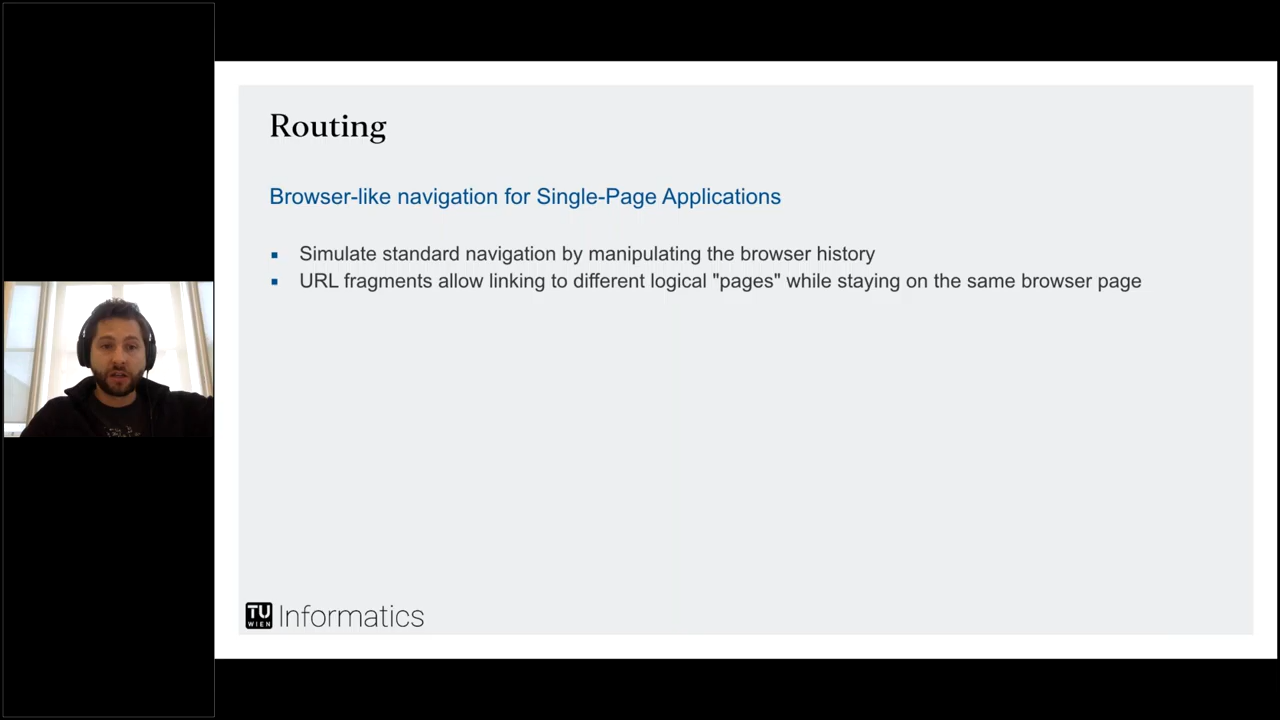 Routing
Browser-like navigation for Single-Page Applications
Simulate standard navigation by manipulating the browser history
URL fragments allow linking to different logical "pages" while staying on the same browser page
TU
WIEN
Informatics